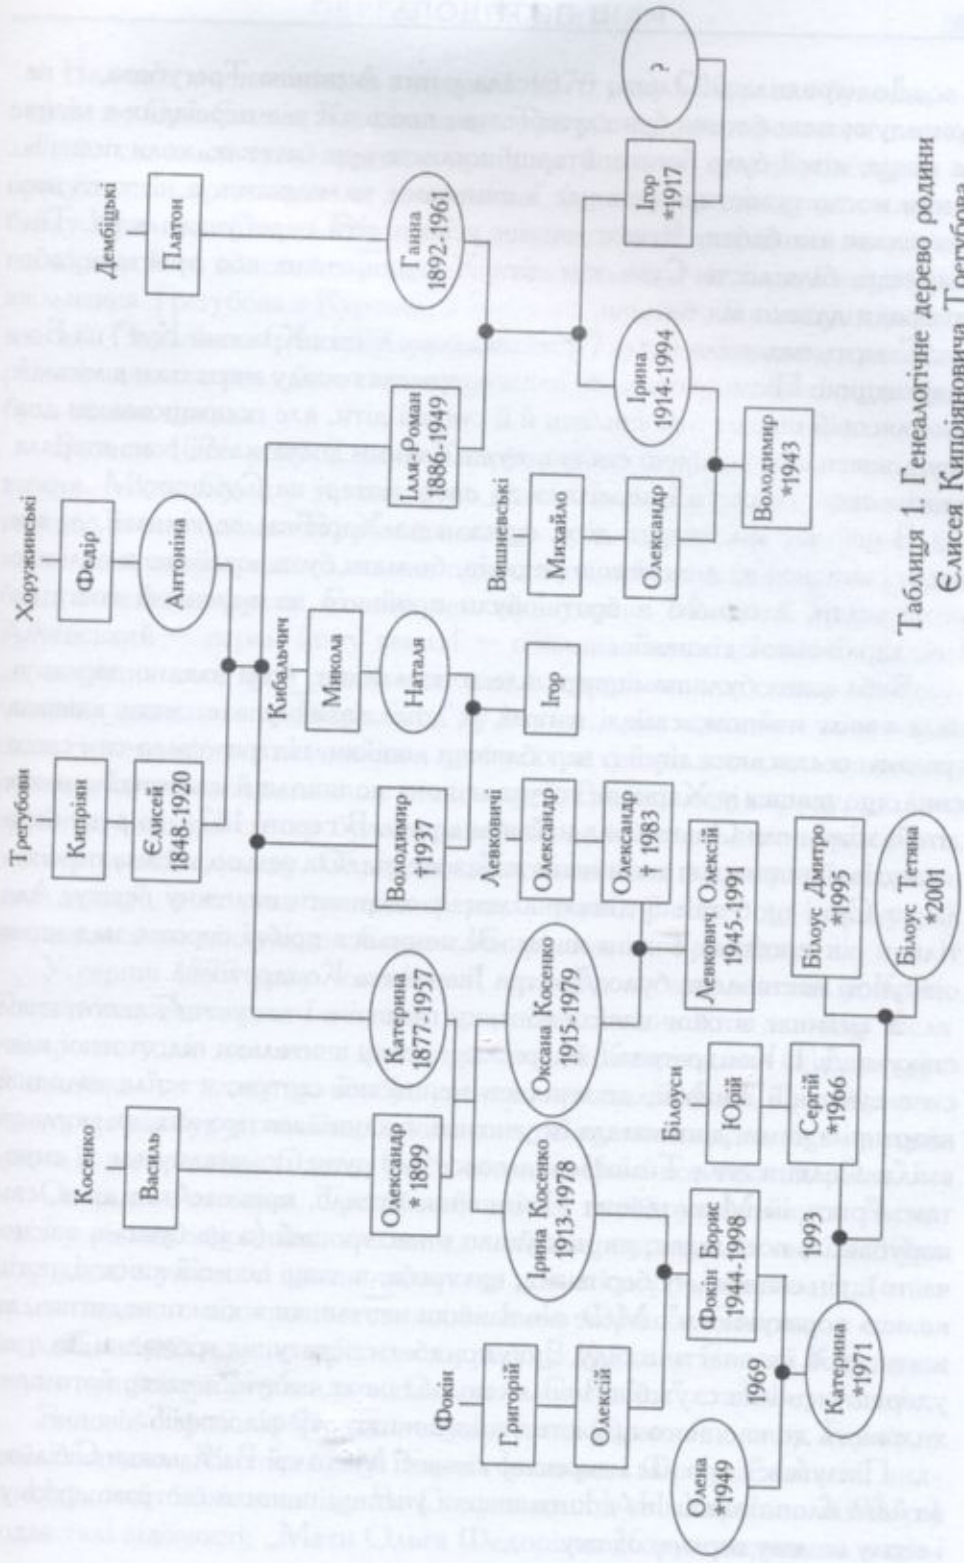 Косенко
Василь
Олександр
* 1899
Трегубови
Кипріян
Єлисей
1848-1920
Хоружинські
Федір
Антоніна
Дембіцькі
Платон
Катерина
1877-1957
Володимир
†1937
Кибальчич
Микола
Наталя
Ігор
Ілля-Роман
1886-1949
Ганна
1892-1961
Фокіни
Григорій
Олексій
Ірина Косенко
1913-1978
Оксана Косенко
1915-1979
Левковичі
Олександр
Олександр
† 1983
Вишневські
Михайло
Олександр
Ірина
1914-1994
Ігор
*1917
?
Володимир
*1943
Олена
*1949
1969
Фокін Борис
1944-1998
Білоуси
Юрій
Сергій
*1966
Левкович Олексій
1945-1991
Катерина
*1971
1993
Білоус Дмитро
*1995
Білоус Тетяна
*2001
Таблиця 1. Генеалогічне дерево родини
Єлисея Кипріяновича Трегубова